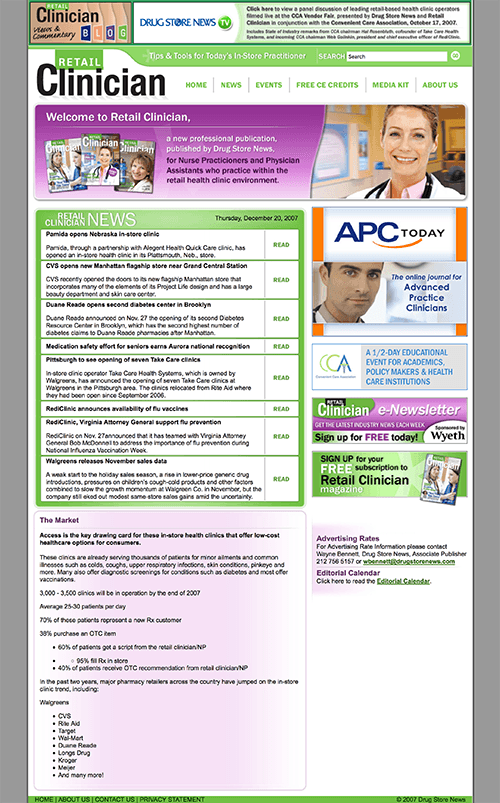 RETAIL
Clinician
Views &
Commentary
BLOG
DRUG STORE NEWS TV
Click here to view a panel discussion of leading retail-based health clinic operators
filmed live at the CCA Vendor Fair, presented by Drug Store News and Retail
Clinician in conjunction with the Convenient Care Association, October 17, 2007.
Includes State of Industry remarks from CCA chairman Hal Rosenbluth, cofounder of Take Care Health
Systems, and incoming CCA chairman Web Golinkin, president and chief executive officer of RediClinic.
RETAIL
Clinician
Tips & Tools for Today's In-Store Practitioner
SEARCH Search
GO
HOME
NEWS
EVENTS
FREE CE CREDITS
MEDIA KIT
ABOUT US
Welcome to Retail Clinician,
a new professional publication,
published by Drug Store News,
for Nurse Practicioners and Physician
Assistants who practice within the
retail health clinic environment.
RETAIL
CLINICIAN NEWS
Thursday, December 20, 2007
Pamida opens Nebraska in-store clinic
Pamida, through a partnership with Alegent Health Quick Care clinic, has
opened an in-store health clinic in its Plattsmouth, Neb., store.
READ
CVS opens new Manhattan flagship store near Grand Central Station
CVS recently opened the doors to its new flagship Manhattan store that
incorporates many of the elements of its Project Life design and has a large
beauty department and skin care center.
READ
Duane Reade opens second diabetes center in Brooklyn
Duane Reade announced on Nov. 27 the opening of its second Diabetes
Resource Center in Brooklyn, which has the second highest number of
diabetes claims to Duane Reade pharmacies after Manhattan.
READ
Medication safety effort for seniors earns Aurora national recognition
READ
Pittsburgh to see opening of seven Take Care clinics
In-store clinic operator Take Care Health Systems, which is owned by
Walgreens, has announced the opening of seven Take Care clinics at
Walgreens in the Pittsburgh area. The clinics relocated from Rite Aid where
they had been open since September 2006.
READ
RediClinic announces availability of flu vaccines
READ
RediClinic, Virginia Attorney General support flu prevention
RediClinic on Nov. 27announced that it has teamed with Virginia Attorney
General Bob McDonnell to address the importance of flu prevention during
National Influenza Vaccination Week.
READ
Walgreens releases November sales data
A weak start to the holiday sales season, a rise in lower-price generic drug
introductions, pressures on children's cough-cold products and other factors
combined to slow the growth momentum at Walgreen Co. in November, but the
company still eked out modest same-store sales gains amid the uncertainty.
READ
APC TODAY
The online journal for
Advanced
Practice
Clinicians
CCA
Convenient Care Association
A 1/2-DAY EDUCATIONAL
EVENT FOR ACADEMICS,
POLICY MAKERS & HEALTH
CARE INSTITUTIONS
RETAIL
Clinician e-Newsletter
GET THE LATEST INDUSTRY NEWS EACH WEEK
Sign up for FREE today!
Sponsored by
Wyeth
SIGN UP for your
FREE subscription to
Retail Clinician
magazine
The Market
Access is the key drawing card for these in-store health clinics that offer low-cost
healthcare options for consumers.
These clinics are already serving thousands of patients for minor ailments and common
illnesses such as colds, coughs, upper respiratory infections, skin conditions, pinkeye and
more. Many also offer diagnostic screenings for conditions such as diabetes and most offer
vaccinations.
3,000 - 3,500 clinics will be in operation by the end of 2007
Average 25-30 patients per day
70% of these patients represent a new Rx customer
38% purchase an OTC item
60% of patients get a script from the retail clinician/NP
95% fill Rx in store
40% of patients receive OTC recommendation from retail clinician/NP
In the past two years, major pharmacy retailers across the country have jumped on the in-store
clinic trend, including:
Walgreens
CVS
Rite Aid
Target
Wal-Mart
Duane Reade
Longs Drug
Kroger
Meijer
And many more!
Advertising Rates
For Advertising Rate Information please contact
Wayne Bennett, Drug Store News, Associate Publisher
212 756 5157 or wbennett@drugstorenews.com
Editorial Calendar
Click here to read the Editorial Calendar.
HOME | ABOUT US | CONTACT US | PRIVACY STATEMENT
© 2007 Drug Store News